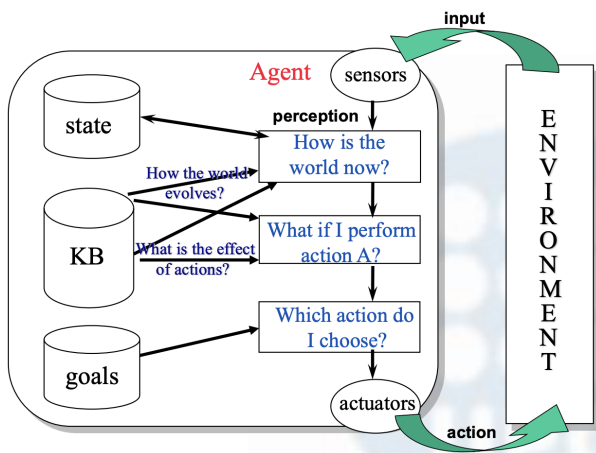 input
Agent
sensors
perception
state
How is the
world now?
How the world
evolves?
KB
What if I perform
action A?
What is the effect
of actions?
Which action do
I choose?
goals
actuators
action
ENVIRONMENT